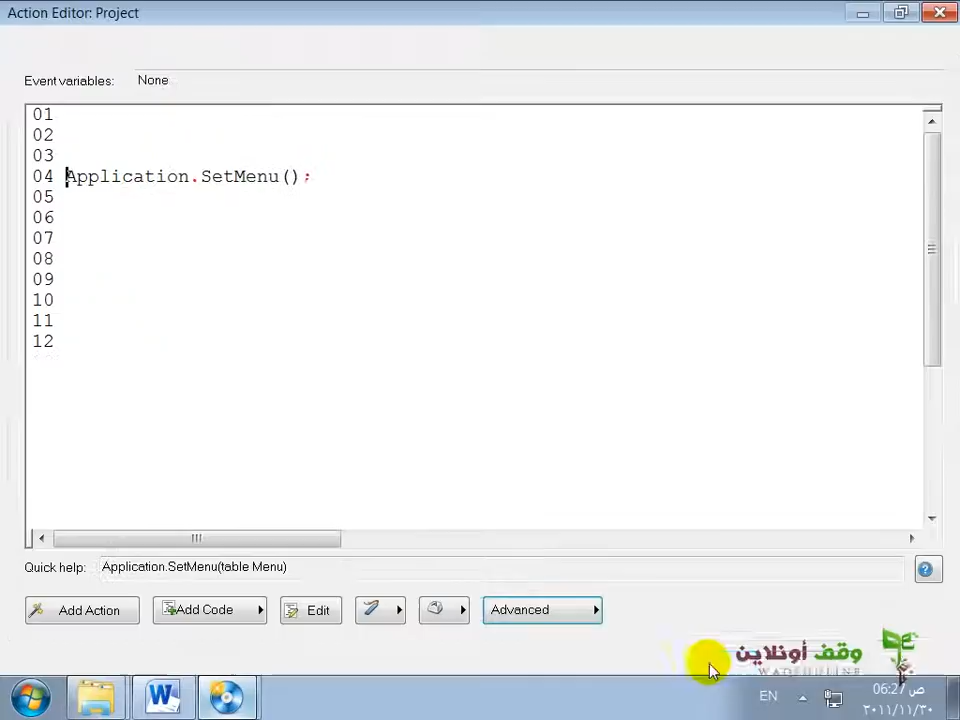 Action Editor: Project
Event variables: None
01
02
03
04 Application.SetMenu();
05
06
07
08
09
10
11
12
Quick help: Application.SetMenu(table Menu)
Add Action Add Code Edit Advanced
وقف أونلاين
WAQFONLINE
EN 06:27 ص
٢٠١١/١١/٣٠